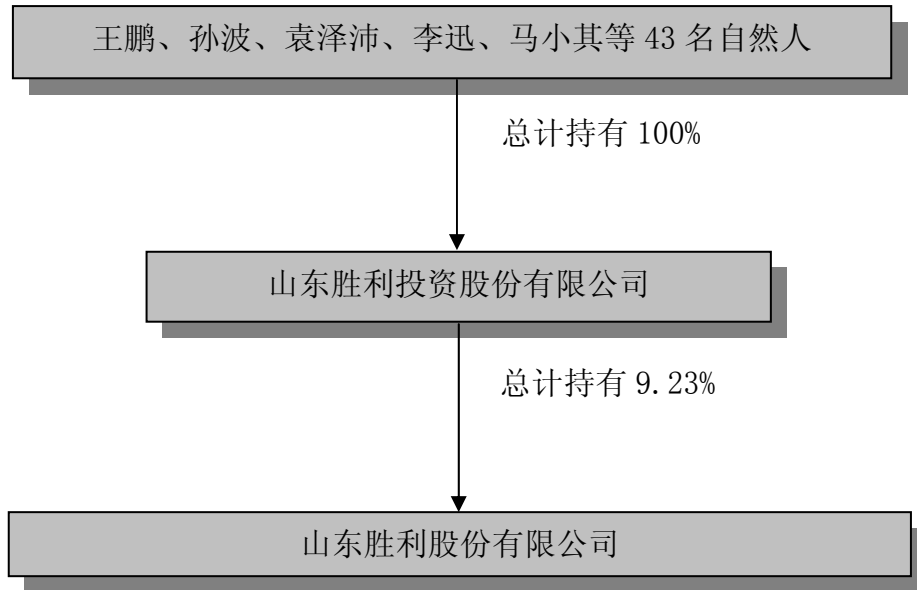 王鹏、孙波、袁泽沛、李迅、马小其等 43 名自然人
总计持有 100%
山东胜利投资股份有限公司
总计持有 9.23%
山东胜利股份有限公司